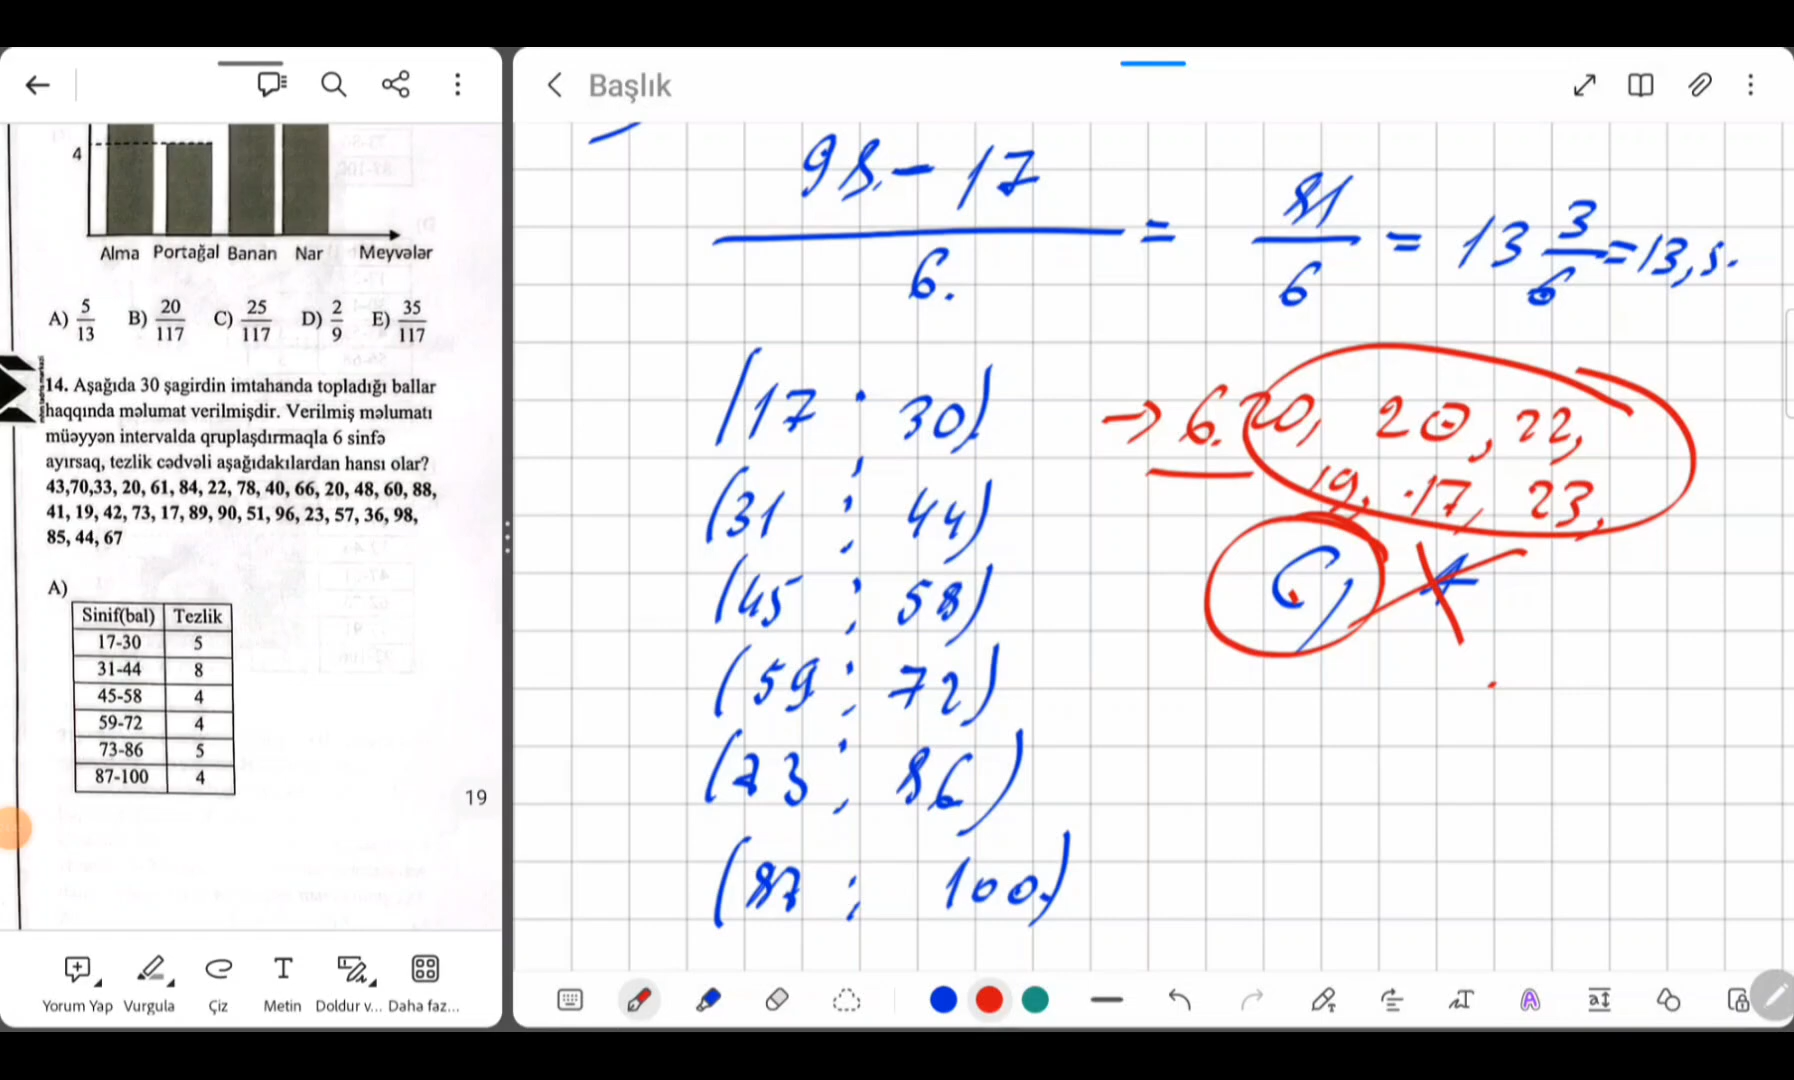 Başlık
4
Alma Portağal Banan Nar Meyvələr
A) 5/13 B) 20/117 C) 25/117 D) 2/9 E) 35/117
14. Aşağıda 30 şagirdin imtahanda topladığı ballar
haqqında məlumat verilmişdir. Verilmiş məlumatı
müəyyən intervalda qruplaşdırmaqla 6 sinfə
ayırsaq, tezlik cədvəli aşağıdakılardan hansı olar?
43,70,33, 20, 61, 84, 22, 78, 40, 66, 20, 48, 60, 88,
41, 19, 42, 73, 17, 89, 90, 51, 96, 23, 57, 36, 98,
85, 44, 67
A)
Sinif(bal) Tezlik
17-30 5
31-44 8
45-58 4
59-72 4
73-86 5
87-100 4
19
Yorum Yap Vurgula Çiz Metin Doldur v... Daha faz...
98 - 17 / 6. = 81/6 = 13 3/6 = 13,5.
(17 ; 30) → 6. 20, 20, 22,
19, 17, 23,
(31 ; 44)
(45 ; 58) C) A
(59 ; 72)
(73 ; 86)
(87 ; 100)